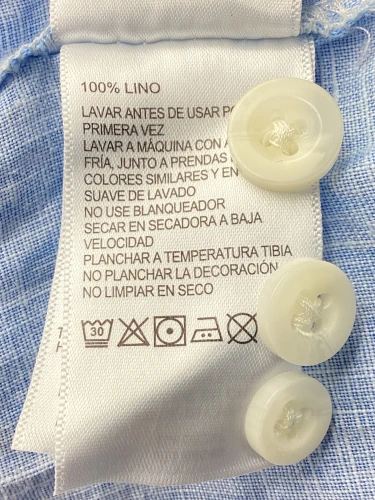 100% LINO
LAVAR ANTES DE USAR
PRIMERA VEZ
LAVAR A MÁQUINA CON
FRÍA, JUNTO A PRENDAS
COLORES SIMILARES Y EN
SUAVE DE LAVADO
NO USE BLANQUEADOR
SECAR EN SECADORA A BAJA
VELOCIDAD
PLANCHAR A TEMPERATURA TIBIA
NO PLANCHAR LA DECORACIÓN
NO LIMPIAR EN SECO
30